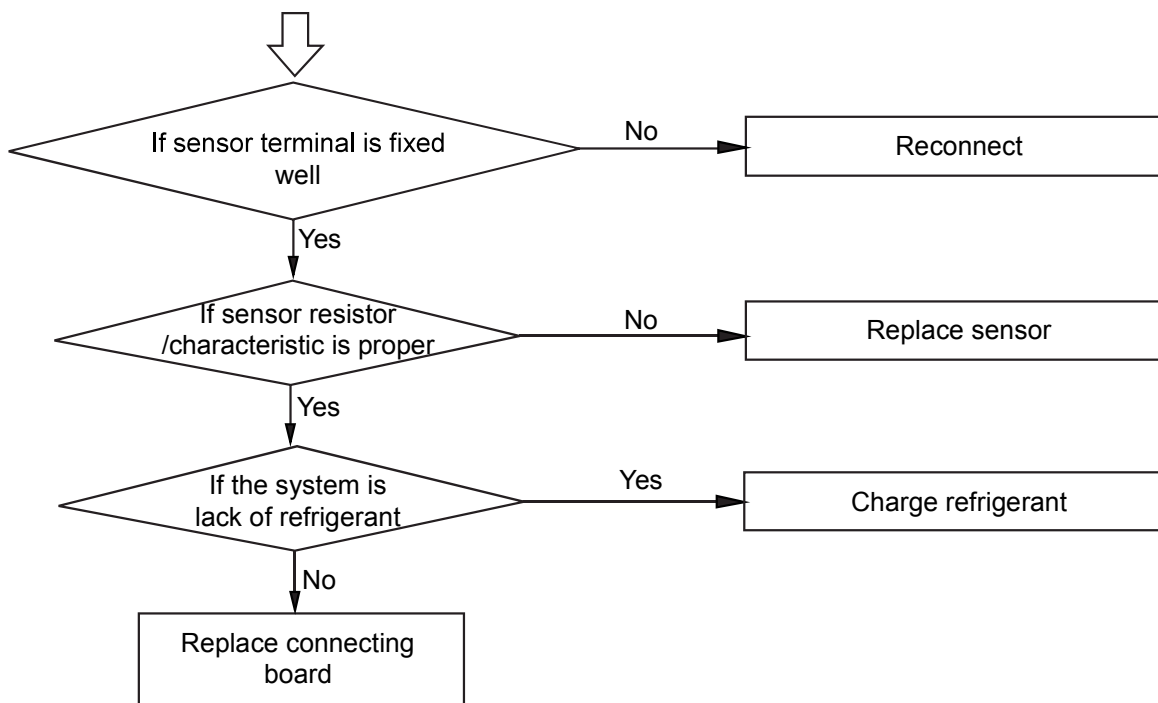 If sensor terminal is fixed
well
No
Reconnect
Yes
If sensor resistor
/characteristic is proper
No
Replace sensor
Yes
If the system is
lack of refrigerant
Yes
Charge refrigerant
No
Replace connecting
board